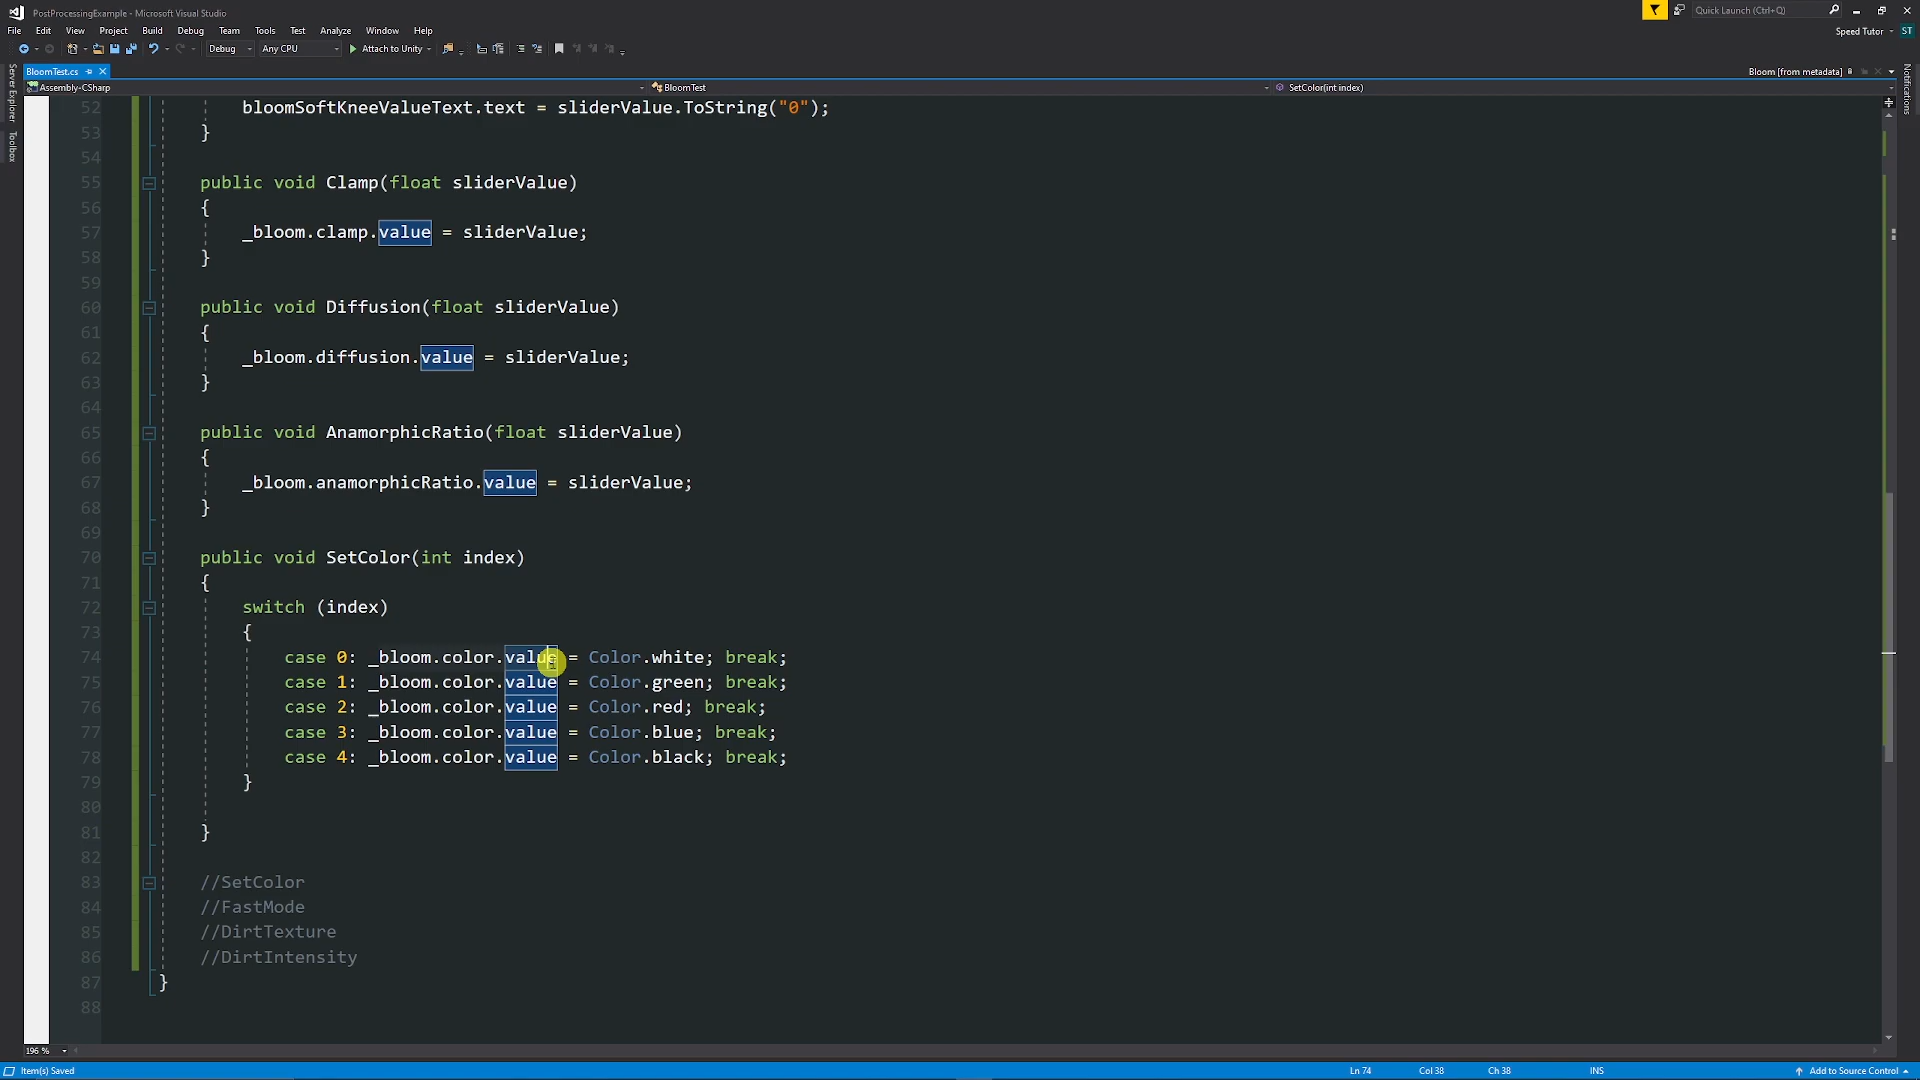 PostProcessingExample - Microsoft Visual Studio
Quick Launch (Ctrl+Q)
File Edit View Project Build Debug Team Tools Test Analyze Window Help
Speed Tutor ST
Debug Any CPU Attach to Unity
BloomTest.cs
Bloom [from metadata]
Assembly-CSharp BloomTest SetColor(int index)
Server Explorer
Toolbox
Notifications
52 bloomSoftKneeValueText.text = sliderValue.ToString("0");
53 }
54
55 public void Clamp(float sliderValue)
56 {
57 _bloom.clamp.value = sliderValue;
58 }
59
60 public void Diffusion(float sliderValue)
61 {
62 _bloom.diffusion.value = sliderValue;
63 }
64
65 public void AnamorphicRatio(float sliderValue)
66 {
67 _bloom.anamorphicRatio.value = sliderValue;
68 }
69
70 public void SetColor(int index)
71 {
72 switch (index)
73 {
74 case 0: _bloom.color.value = Color.white; break;
75 case 1: _bloom.color.value = Color.green; break;
76 case 2: _bloom.color.value = Color.red; break;
77 case 3: _bloom.color.value = Color.blue; break;
78 case 4: _bloom.color.value = Color.black; break;
79 }
80
81 }
82
83 //SetColor
84 //FastMode
85 //DirtTexture
86 //DirtIntensity
87 }
88
196 %
Item(s) Saved Ln 74 Col 38 Ch 38 INS Add to Source Control